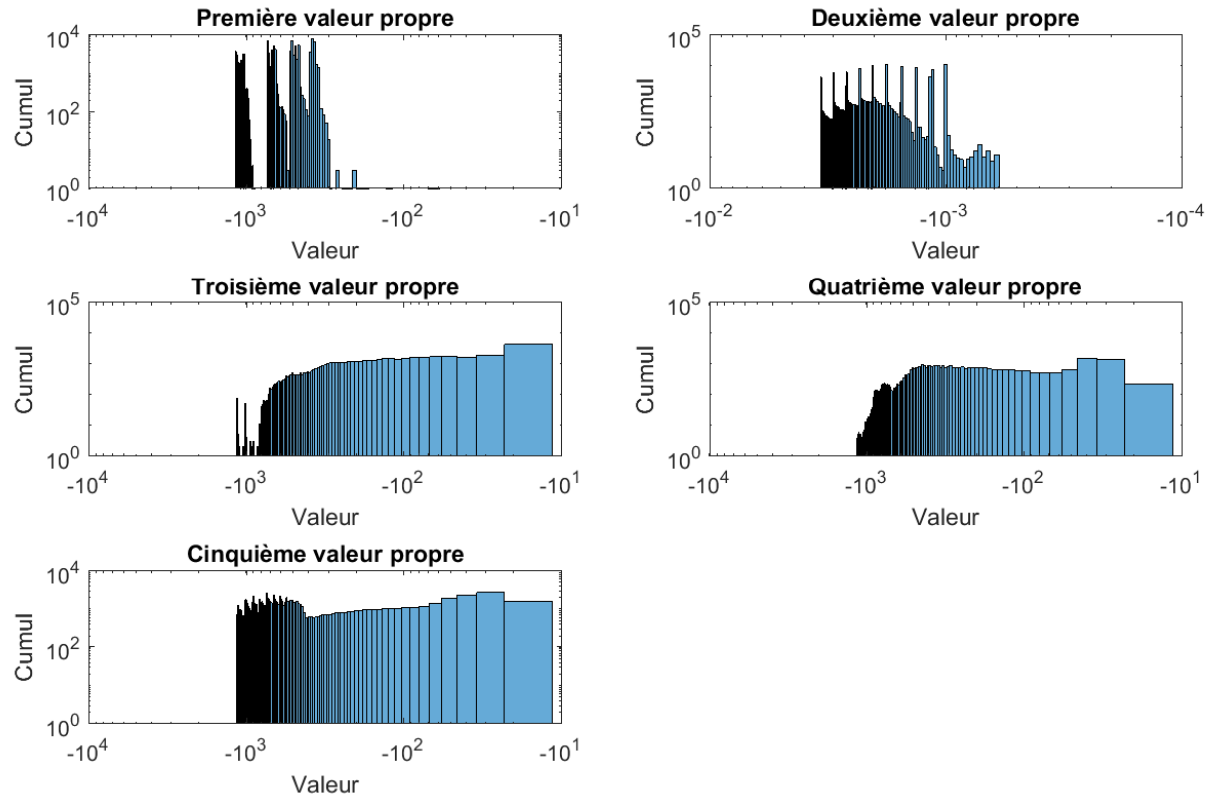 Première valeur propre
10^4
10^2
10^0
Cumul
-10^4
-10^3
-10^2
-10^1
Valeur
Deuxième valeur propre
10^5
10^0
Cumul
-10^-2
-10^-3
-10^-4
Valeur
Troisième valeur propre
10^5
10^0
Cumul
-10^4
-10^3
-10^2
-10^1
Valeur
Quatrième valeur propre
10^5
10^0
Cumul
-10^4
-10^3
-10^2
-10^1
Valeur
Cinquième valeur propre
10^4
10^2
10^0
Cumul
-10^4
-10^3
-10^2
-10^1
Valeur